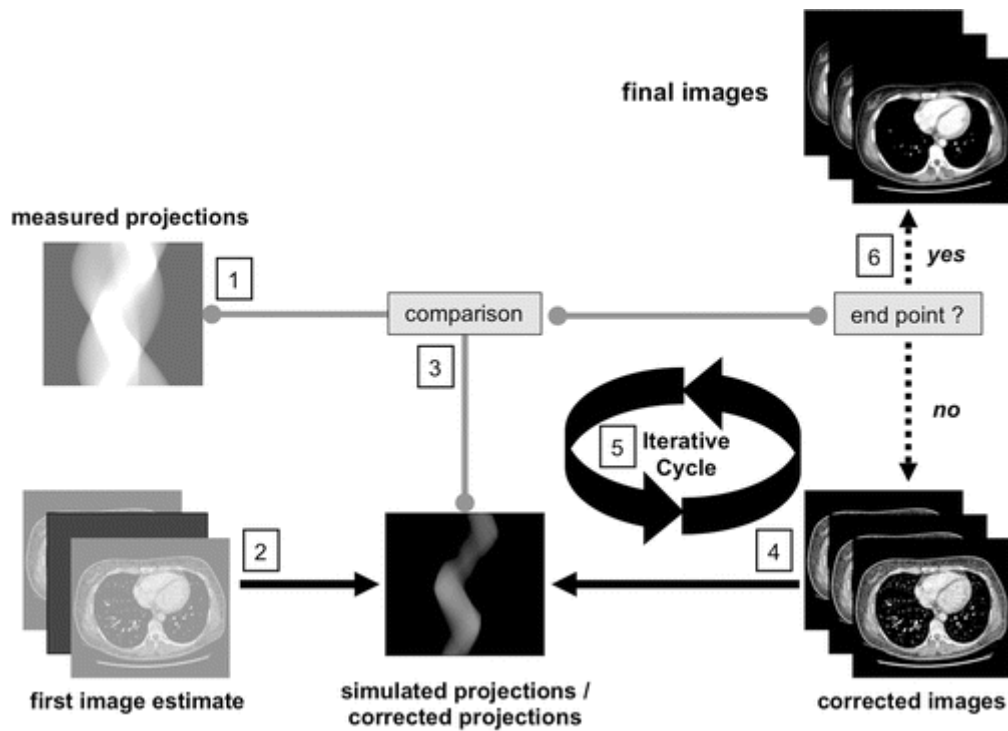 final images
measured projections
6
yes
1
comparison
end point ?
3
no
5
Iterative
Cycle
2
4
first image estimate
simulated projections /
corrected projections
corrected images